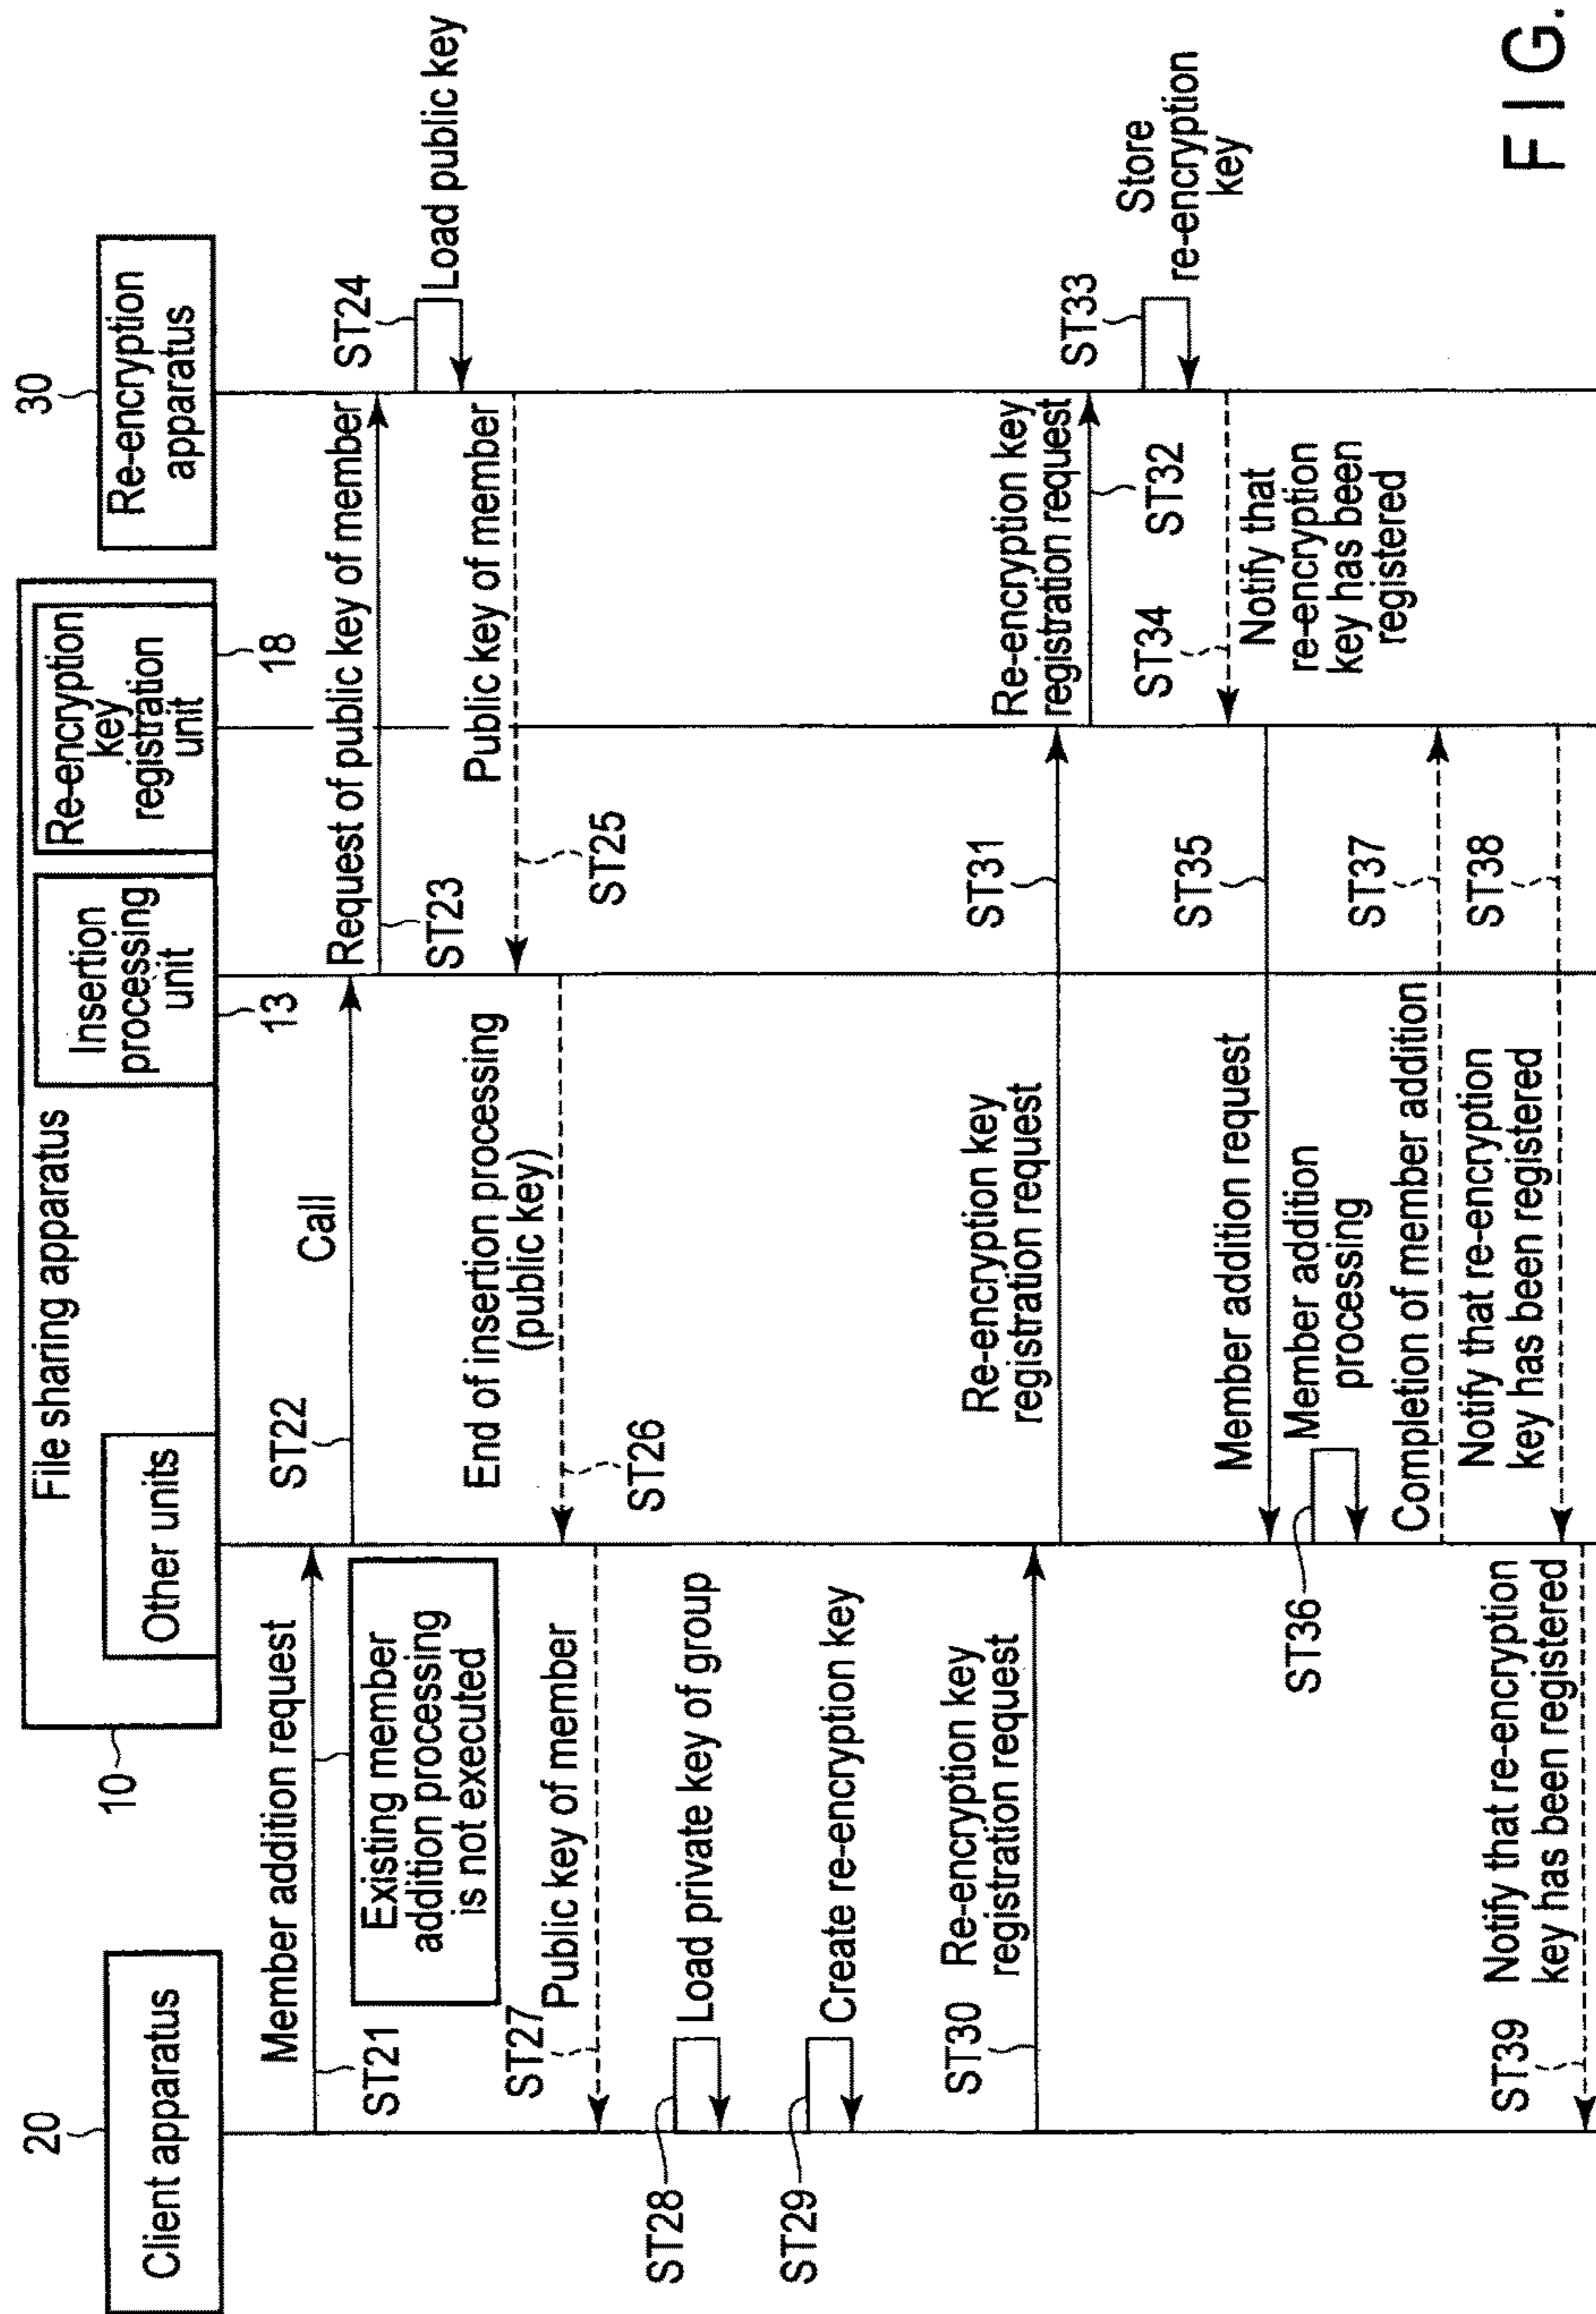 20
Client apparatus
10
File sharing apparatus
Other units
Insertion
processing
unit
13
Re-encryption
key
registration
unit
18
30
Re-encryption
apparatus
Member addition request
ST21
Existing member
addition processing
is not executed
ST22
Call
Request of public key of member
ST23
ST24
Load public key
Public key of member
ST25
End of insertion processing
(public key)
ST26
ST27
Public key of member
ST28
Load private key of group
ST29
Create re-encryption key
ST30
Re-encryption key
registration request
Re-encryption key
registration request
ST31
Re-encryption key
registration request
ST32
ST33
Store
re-encryption
key
ST34
Notify that
re-encryption
key has been
registered
ST35
Member addition request
ST36
Member addition
processing
ST37
Completion of member addition
ST38
Notify that re-encryption
key has been registered
ST39
Notify that re-encryption
key has been registered
FIG.